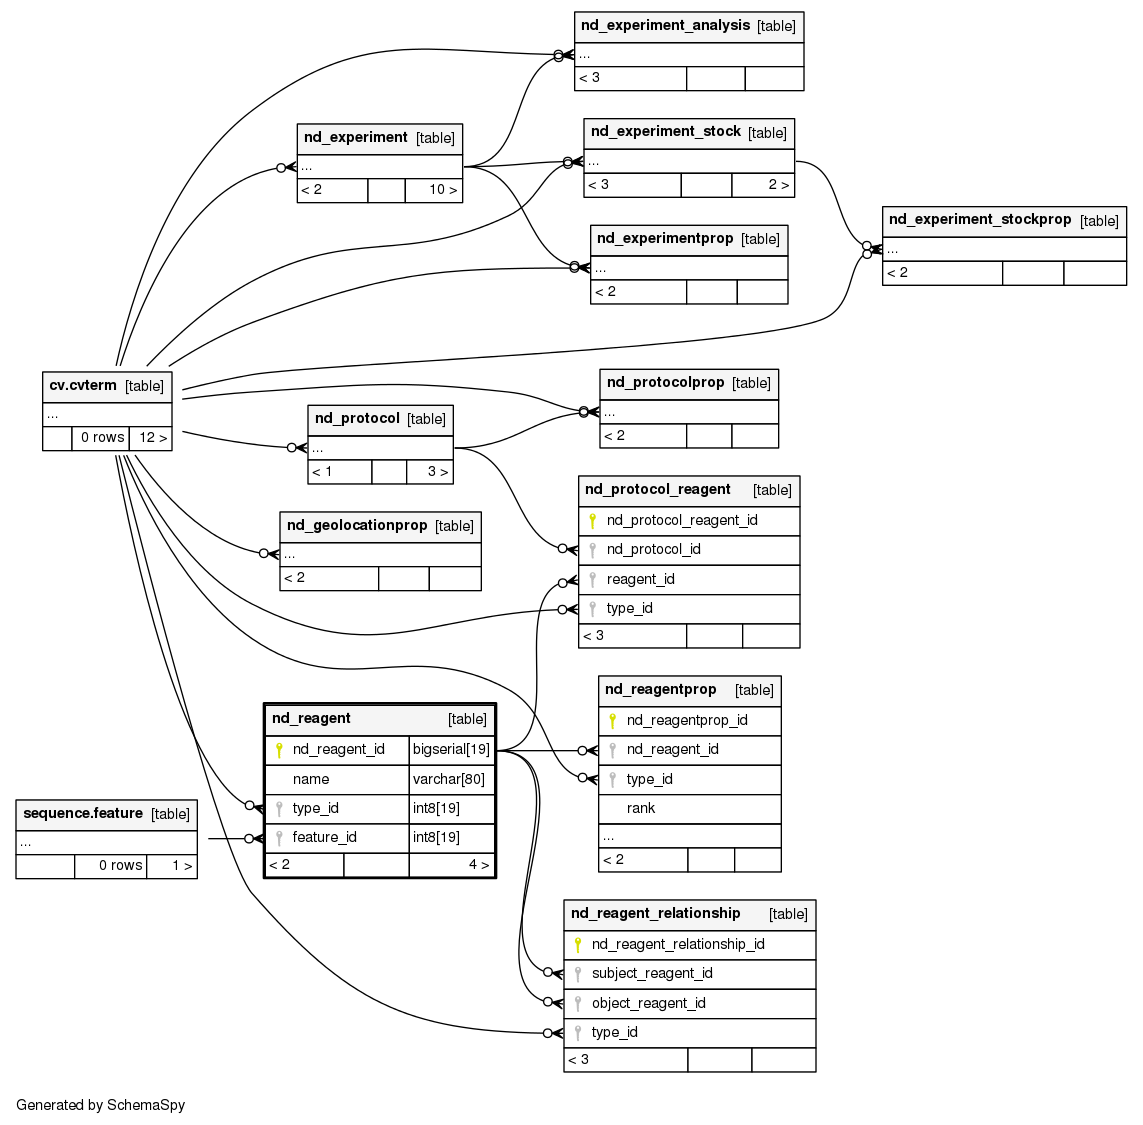 nd_experiment_analysis [table]
...
< 3
nd_experiment [table]
...
< 2 10 >
nd_experiment_stock [table]
...
< 3 2 >
nd_experiment_stockprop [table]
...
< 2
nd_experimentprop [table]
...
< 2
cv.cvterm [table]
...
0 rows 12 >
nd_protocolprop [table]
...
< 2
nd_protocol [table]
...
< 1 3 >
nd_protocol_reagent [table]
nd_protocol_reagent_id
nd_protocol_id
reagent_id
type_id
< 3
nd_geolocationprop [table]
...
< 2
nd_reagentprop [table]
nd_reagentprop_id
nd_reagent_id
type_id
rank
...
< 2
nd_reagent [table]
nd_reagent_id bigserial[19]
name varchar[80]
type_id int8[19]
feature_id int8[19]
< 2 4 >
sequence.feature [table]
...
0 rows 1 >
nd_reagent_relationship [table]
nd_reagent_relationship_id
subject_reagent_id
object_reagent_id
type_id
< 3
Generated by SchemaSpy